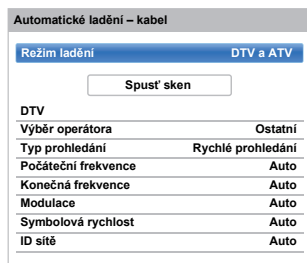 Automatické ladění – kabel
Režim ladění DTV a ATV
Spusť sken
DTV
Výběr operátora Ostatní
Typ prohledání Rychlé prohledání
Počáteční frekvence Auto
Konečná frekvence Auto
Modulace Auto
Symbolová rychlost Auto
ID sítě Auto